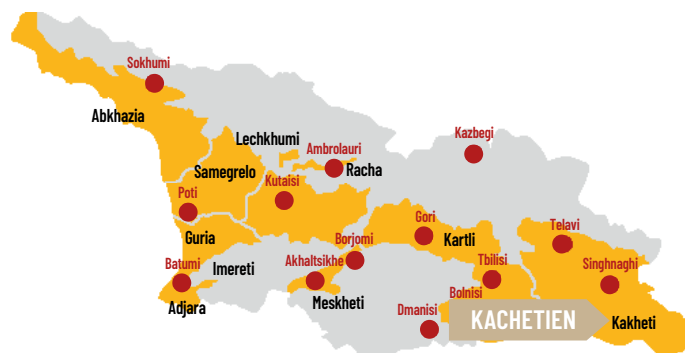 Sokhumi
Abkhazia
Lechkhumi
Ambrolauri
Kazbegi
Samegrelo
Racha
Kutaisi
Poti
Gori
Telavi
Guria
Kartli
Borjomi
Tbilisi
Batumi
Imereti
Akhaltsikhe
Singhnaghi
Adjara
Meskheti
Bolnisi
Dmanisi
KACHETIEN
Kakheti